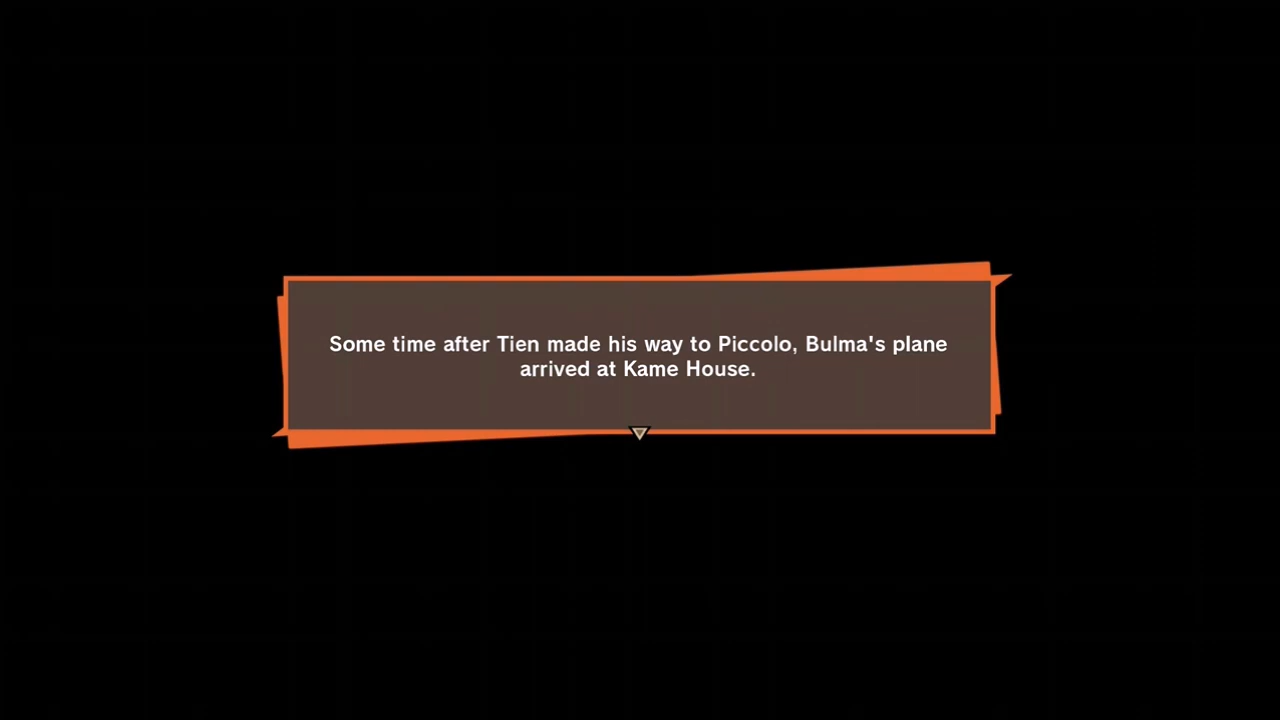 Some time after Tien made his way to Piccolo, Bulma's plane
arrived at Kame House.